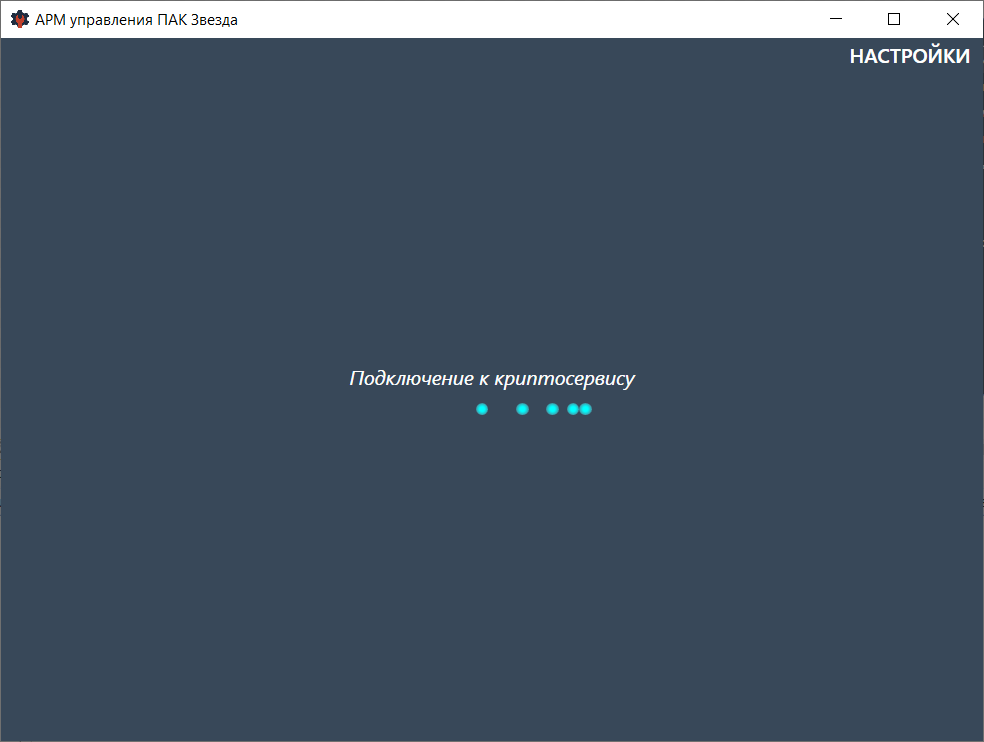 АРМ управления ПАК Звезда
НАСТРОЙКИ
Подключение к криптосервису